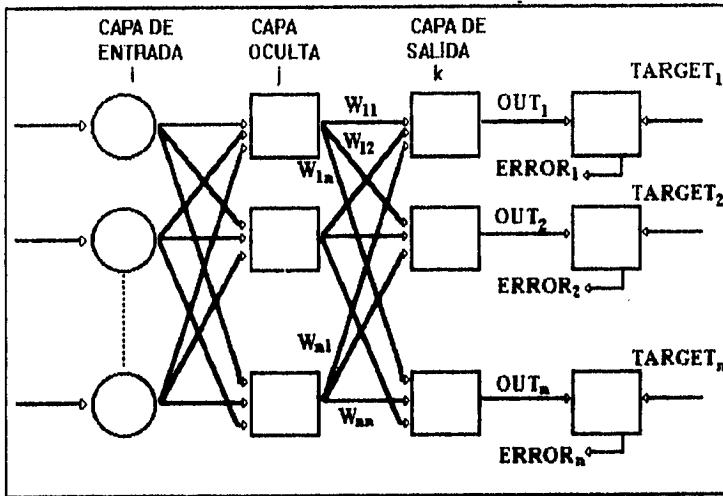 CAPA DE
ENTRADA
i
CAPA
OCULTA
j
CAPA DE
SALIDA
k
W11
W12
W1n
Wn1
Wnn
OUT1
TARGET1
ERROR1
OUT2
TARGET2
ERROR2
OUTn
TARGETn
ERRORn